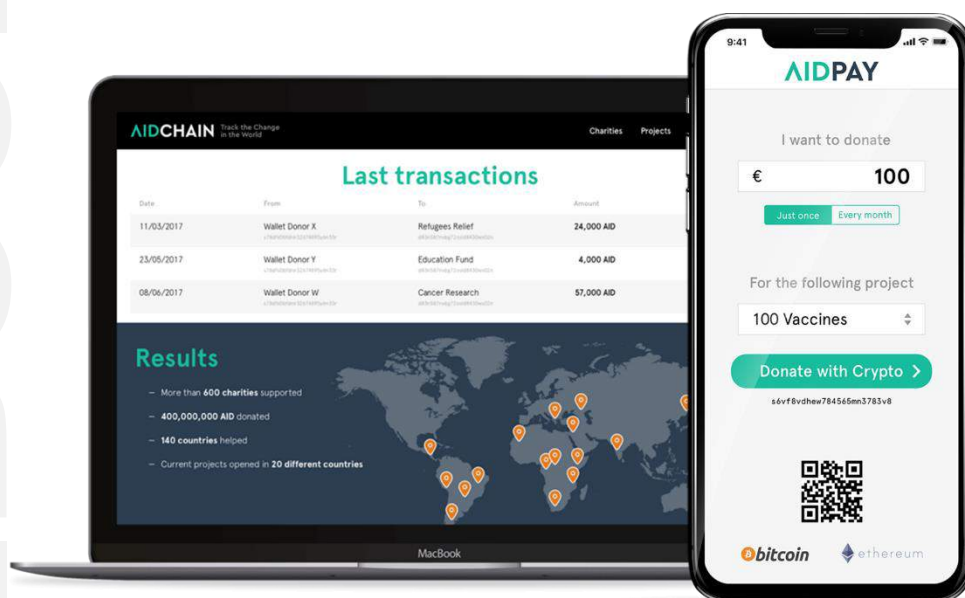 AIDCHAIN Track the Change
in the World
Charities Projects
Last transactions
Date From To Amount
11/03/2017 Wallet Donor X Refugees Relief 24,000 AID
23/05/2017 Wallet Donor Y Education Fund 4,000 AID
08/06/2017 Wallet Donor W Cancer Research 57,000 AID
Results
– More than 600 charities supported
– 400,000,000 AID donated
– 140 countries helped
– Current projects opened in 20 different countries
MacBook
9:41
AIDPAY
I want to donate
€ 100
Just once Every month
For the following project
100 Vaccines
Donate with Crypto >
s6vf8vdhew784565mn3783v8
bitcoin ethereum